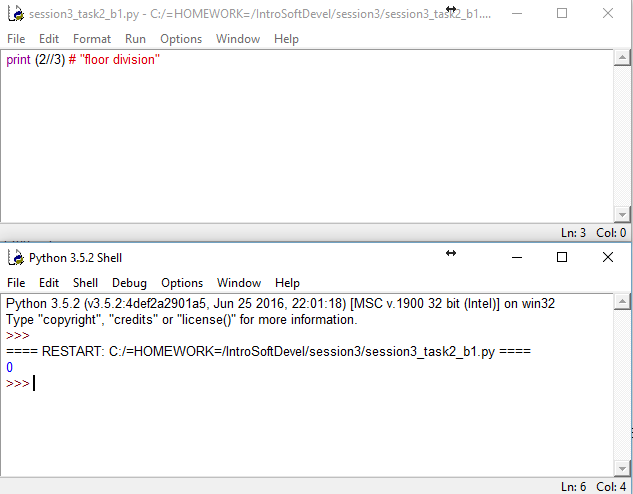 session3_task2_b1.py - C:/=HOMEWORK=/IntroSoftDevel/session3/session3_task2_b1....
File Edit Format Run Options Window Help
print (2//3) # "floor division"
Ln: 3 Col: 0
Python 3.5.2 Shell
File Edit Shell Debug Options Window Help
Python 3.5.2 (v3.5.2:4def2a2901a5, Jun 25 2016, 22:01:18) [MSC v.1900 32 bit (Intel)] on win32
Type "copyright", "credits" or "license()" for more information.
>>>
==== RESTART: C:/=HOMEWORK=/IntroSoftDevel/session3/session3_task2_b1.py ====
0
>>>
Ln: 6 Col: 4